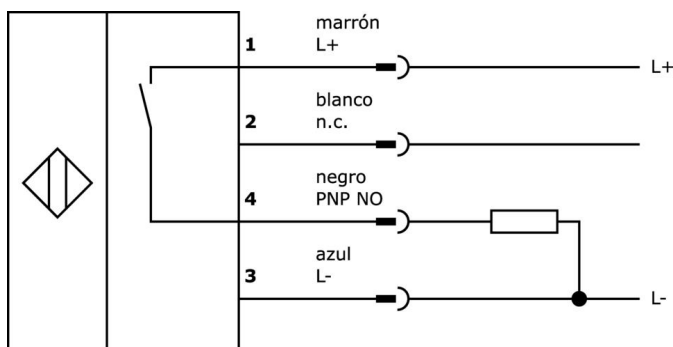 marrón
1
L+
L+
blanco
2
n.c.
negro
4
PNP NO
azul
3
L-
L-